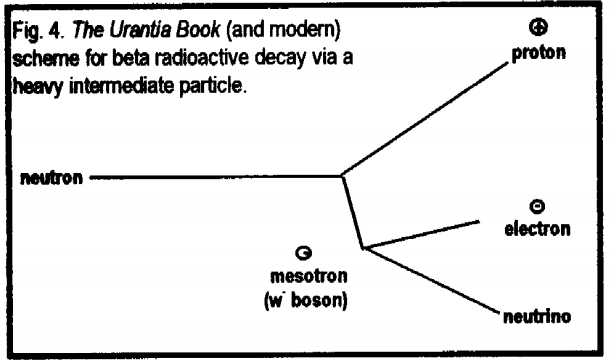 Fig. 4. The Urantia Book (and modern)
scheme for beta radioactive decay via a
heavy intermediate particle.
⊕
proton
neutron
⊖
electron
⊖
mesotron
(w⁻ boson)
neutrino